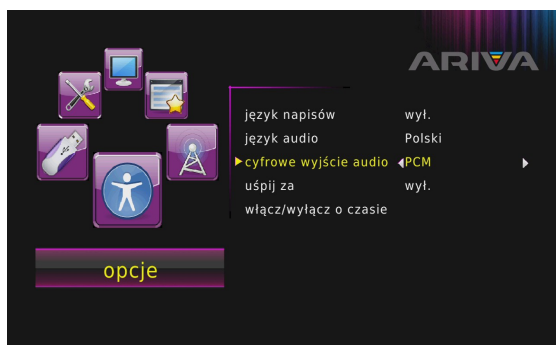 ARIVA
język napisów wył.
język audio Polski
cyfrowe wyjście audio PCM
uśpij za wył.
włącz/wyłącz o czasie
opcje